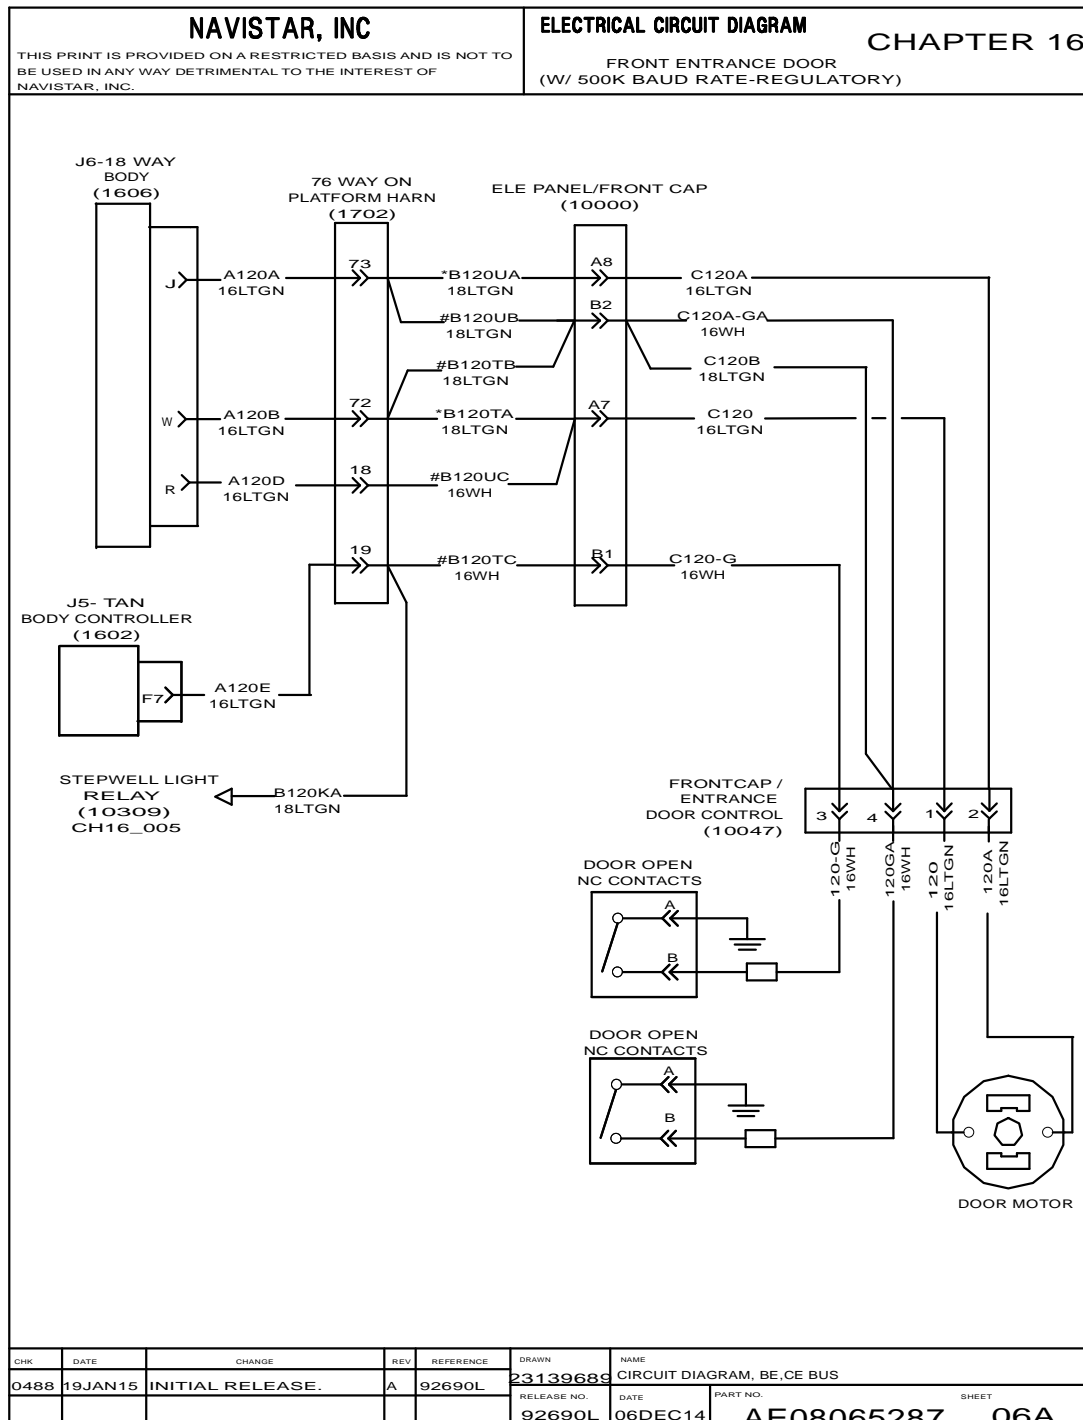 NAVISTAR, INC
THIS PRINT IS PROVIDED ON A RESTRICTED BASIS AND IS NOT TO
BE USED IN ANY WAY DETRIMENTAL TO THE INTEREST OF
NAVISTAR, INC.
ELECTRICAL CIRCUIT DIAGRAM
CHAPTER 16
FRONT ENTRANCE DOOR
(W/ 500K BAUD RATE-REGULATORY)
J6-18 WAY
BODY
(1606)
76 WAY ON
PLATFORM HARN
(1702)
ELE PANEL/FRONT CAP
(10000)
J
A120A
16LTGN
73
*B120UA
18LTGN
A8
C120A
16LTGN
#B120UB
18LTGN
B2
C120A-GA
16WH
#B120TB
18LTGN
C120B
18LTGN
W
A120B
16LTGN
72
*B120TA
18LTGN
A7
C120
16LTGN
R
A120D
16LTGN
18
#B120UC
16WH
19
#B120TC
16WH
B1
C120-G
16WH
J5- TAN
BODY CONTROLLER
(1602)
F7
A120E
16LTGN
STEPWELL LIGHT
RELAY
(10309)
CH16_005
B120KA
18LTGN
FRONTCAP /
ENTRANCE
DOOR CONTROL
(10047)
3
4
1
2
120-G
16WH
120GA
16WH
120
16LTGN
120A
16LTGN
DOOR OPEN
NC CONTACTS
A
B
DOOR OPEN
NC CONTACTS
A
B
DOOR MOTOR
CHK DATE CHANGE REV REFERENCE
0488 19JAN15 INITIAL RELEASE. A 92690L
DRAWN
23139689
NAME
CIRCUIT DIAGRAM, BE,CE BUS
RELEASE NO.
92690L
DATE
06DEC14
PART NO.
AE08065287
SHEET
06A